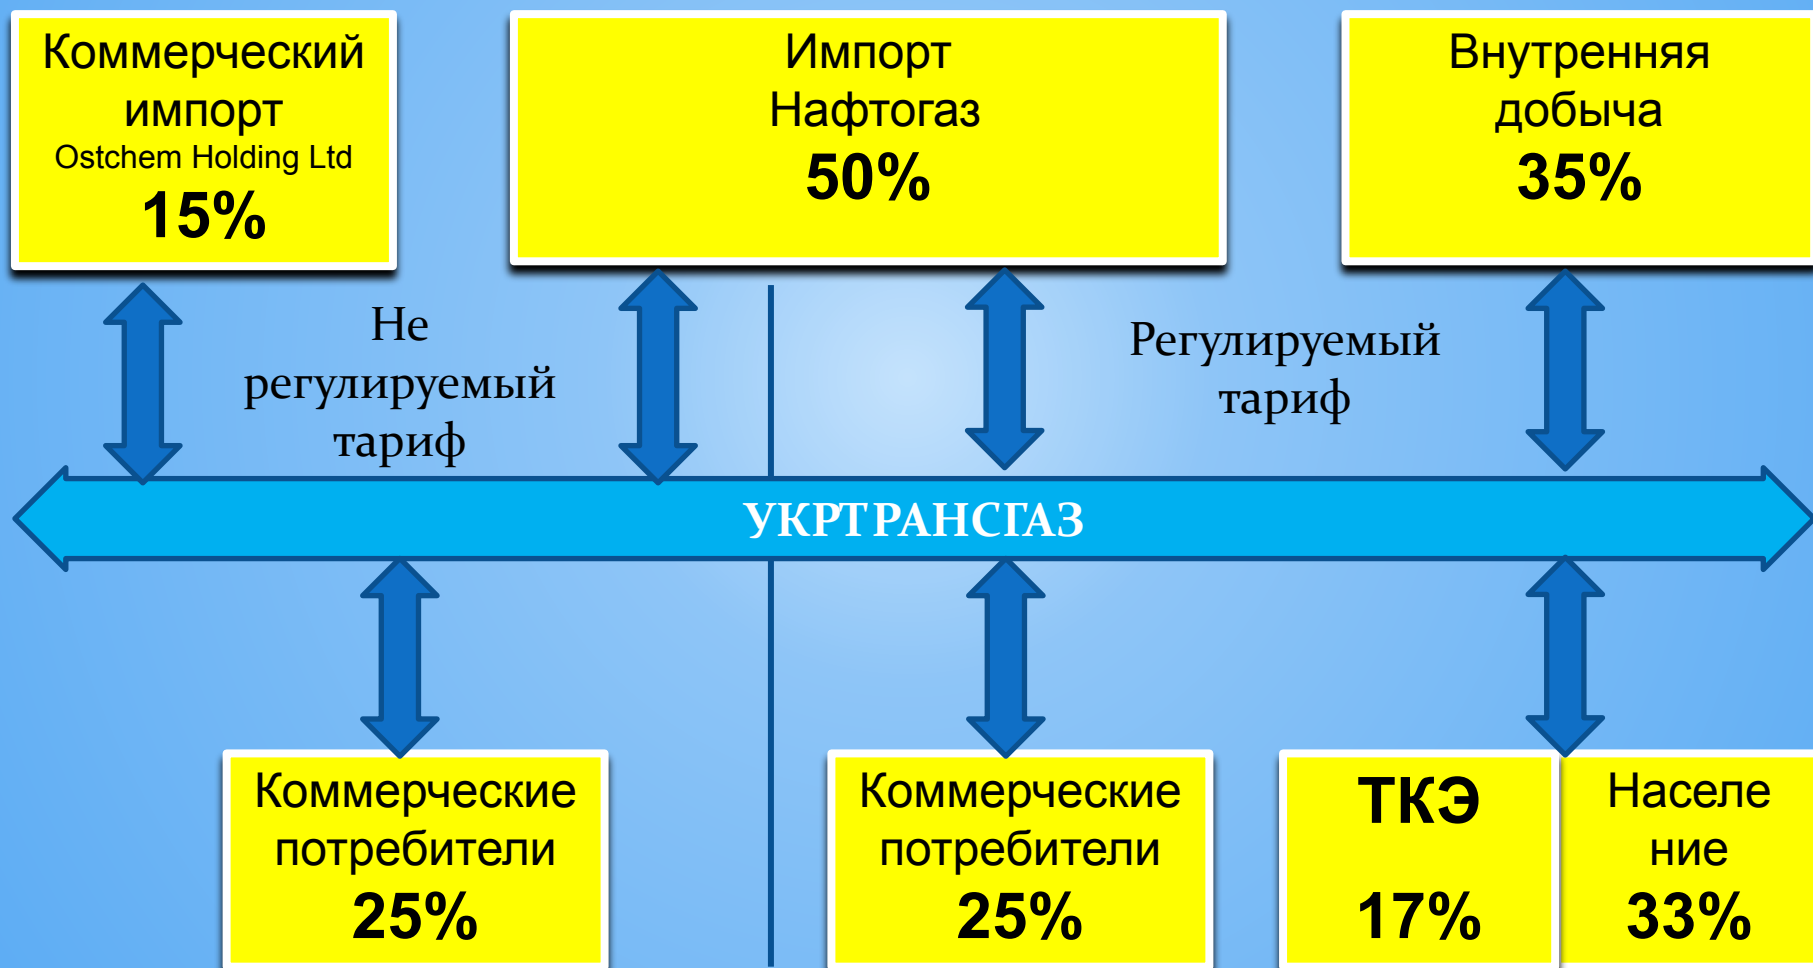 Коммерческий
импорт
Ostchem Holding Ltd
15%
Импорт
Нафтогаз
50%
Внутренняя
добыча
35%
Не
регулируемый
тариф
Регулируемый
тариф
УКРТРАНСГАЗ
Коммерческие
потребители
25%
Коммерческие
потребители
25%
ТКЭ
17%
Населе
ние
33%